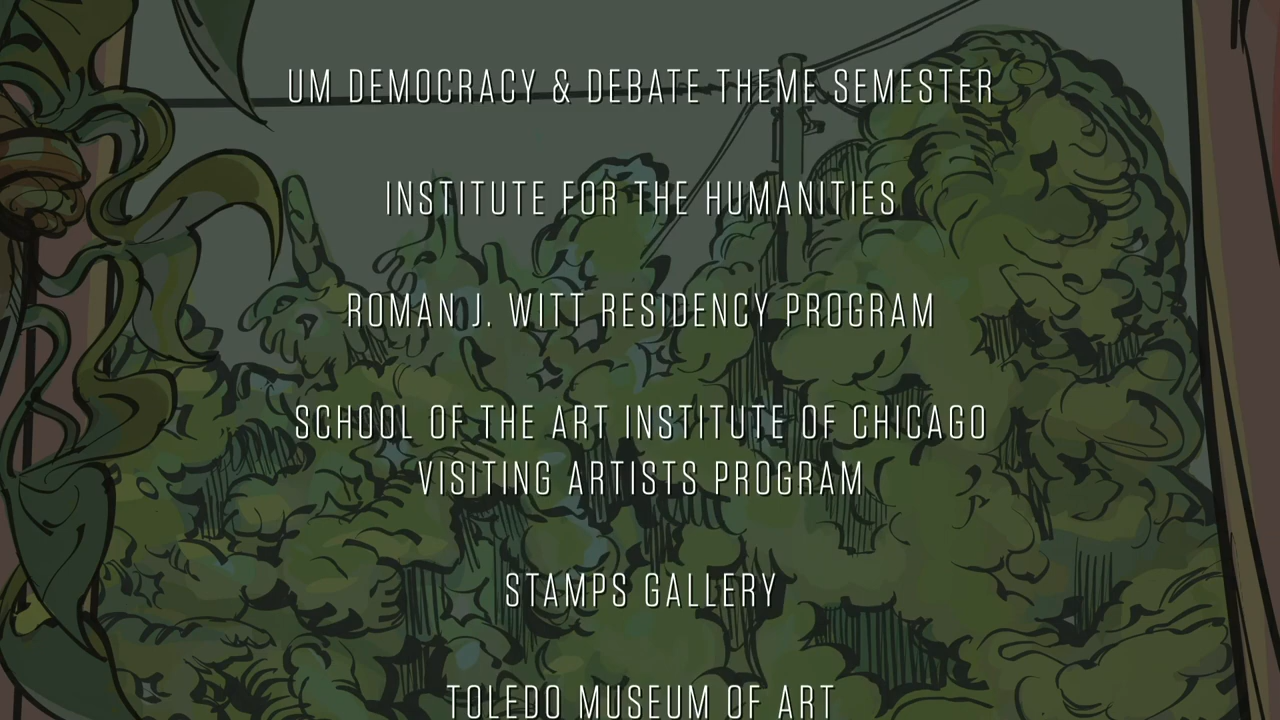 UM DEMOCRACY & DEBATE THEME SEMESTER
INSTITUTE FOR THE HUMANITIES
ROMAN J. WITT RESIDENCY PROGRAM
SCHOOL OF THE ART INSTITUTE OF CHICAGO
VISITING ARTISTS PROGRAM
STAMPS GALLERY
TOLEDO MUSEUM OF ART